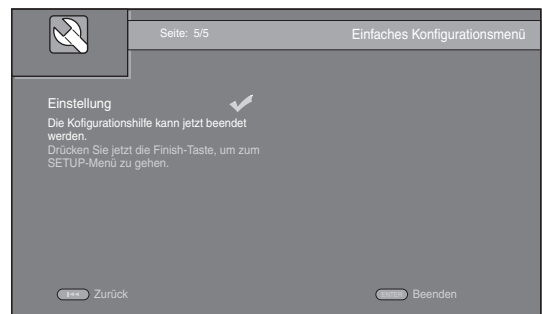 Seite: 5/5
Einfaches Konfigurationsmenü
Einstellung
Die Kofigurationshilfe kann jetzt beendet
werden.
Drücken Sie jetzt die Finish-Taste, um zum
SETUP-Menü zu gehen.
Zurück
ENTER Beenden